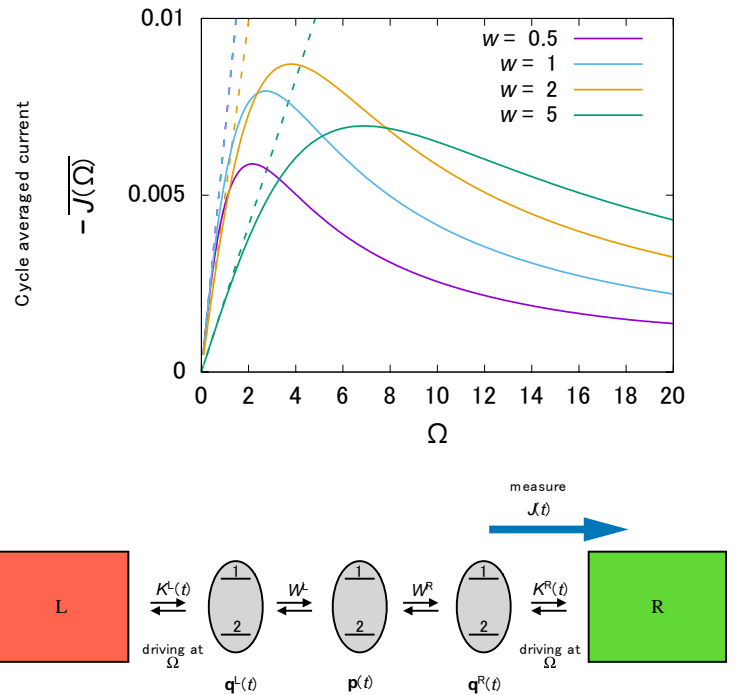 0.01
w = 0.5
w = 1
w = 2
w = 5
Cycle averaged current
− J(Ω)
0.005
0
0 2 4 6 8 10 12 14 16 18 20
Ω
measure
J(t)
L
K^L(t)
1
W^L
1
W^R
1
K^R(t)
R
2
2
2
driving at
Ω
driving at
Ω
q^L(t)
p(t)
q^R(t)